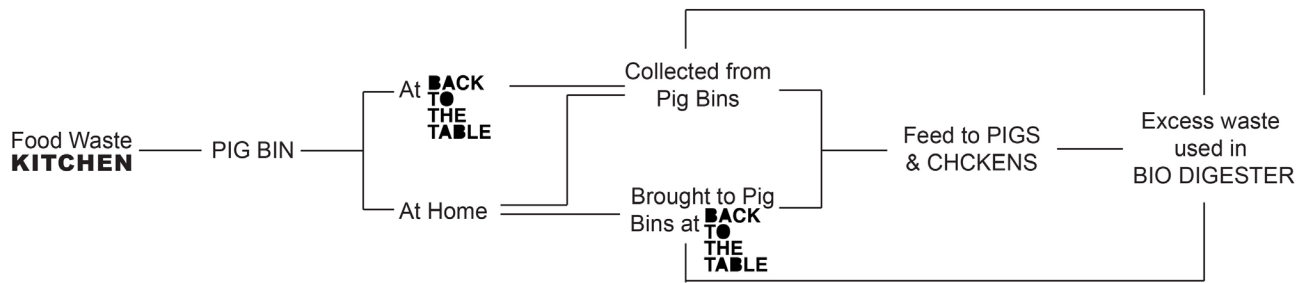 Food Waste
KITCHEN
PIG BIN
At BACK
TO
THE
TABLE
At Home
Collected from
Pig Bins
Brought to Pig
Bins at BACK
TO
THE
TABLE
Feed to PIGS
& CHCKENS
Excess waste
used in
BIO DIGESTER